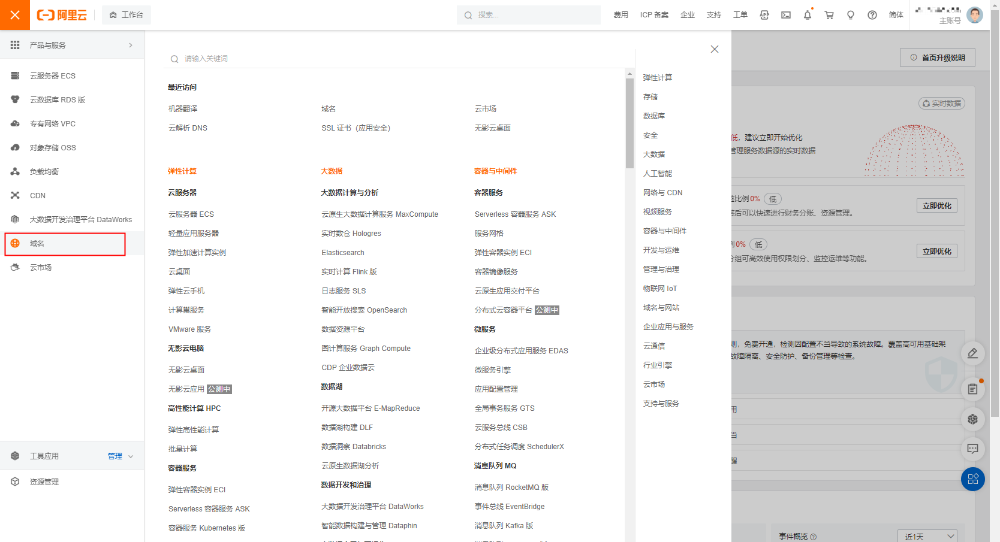 阿里云
工作台
搜索...
费用
ICP 备案
企业
支持
工单
简体
主账号
产品与服务
云服务器 ECS
云数据库 RDS 版
专有网络 VPC
对象存储 OSS
负载均衡
CDN
大数据开发治理平台 DataWorks
域名
云市场
工具应用
管理
资源管理
请输入关键词
最近访问
机器翻译
域名
云市场
云解析 DNS
SSL 证书（应用安全）
无影云桌面
弹性计算
云服务器
云服务器 ECS
轻量应用服务器
弹性加速计算实例
云桌面
弹性云手机
计算巢服务
VMware 服务
无影云电脑
无影云桌面
无影云应用 公测中
高性能计算 HPC
弹性高性能计算
批量计算
容器服务
弹性容器实例 ECI
Serverless 容器服务 ASK
容器服务 Kubernetes 版
大数据
大数据计算与分析
云原生大数据计算服务 MaxCompute
实时数仓 Hologres
Elasticsearch
实时计算 Flink 版
日志服务 SLS
智能开放搜索 OpenSearch
数据资源平台
图计算服务 Graph Compute
CDP 企业数据云
数据湖
开源大数据平台 E-MapReduce
数据湖构建 DLF
数据洞察 Databricks
云原生数据湖分析
数据开发和治理
大数据开发治理平台 DataWorks
智能数据构建与管理 Dataphin
容器与中间件
容器服务
Serverless 容器服务 ASK
服务网格
弹性容器实例 ECI
容器镜像服务
云原生应用交付平台
分布式云容器平台 公测中
微服务
企业级分布式应用服务 EDAS
微服务引擎
应用配置管理
全局事务服务 GTS
云服务总线 CSB
分布式任务调度 SchedulerX
消息队列 MQ
消息队列 RocketMQ 版
事件总线 EventBridge
消息队列 Kafka 版
弹性计算
存储
数据库
安全
大数据
人工智能
网络与 CDN
视频服务
容器与中间件
开发与运维
管理与治理
物联网 IoT
域名与网站
企业应用与服务
云通信
行业引擎
云市场
支持与服务
首页升级说明
实时数据
低，建议立即开始优化
管理服务数据源的实时数据
比例0% 低
后可以快速进行财务分账、资源管理。
立即优化
例0% 低
分组可高效使用权限划分、监控运维等功能。
立即优化
则，免费开通，检测因配置不当导致的系统故障。覆盖高可用基础架
故障隔离、安全防护、备份管理等检查。
用
当
醒
事件概览
近1天